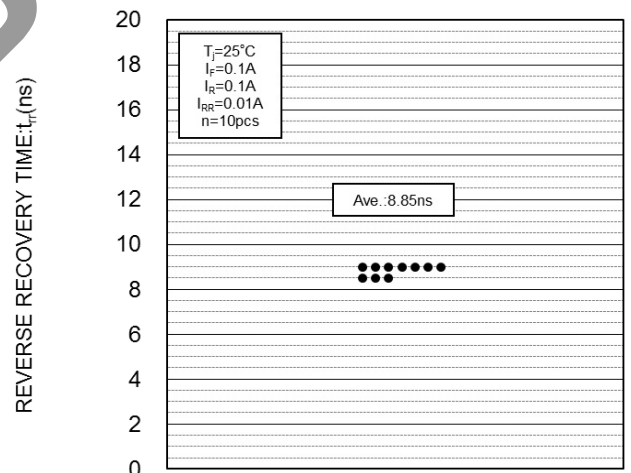 REVERSE RECOVERY TIME:trr(ns)
20
18
16
14
12
10
8
6
4
2
0
Tj=25°C
IF=0.1A
IR=0.1A
IRR=0.01A
n=10pcs
Ave.:8.85ns